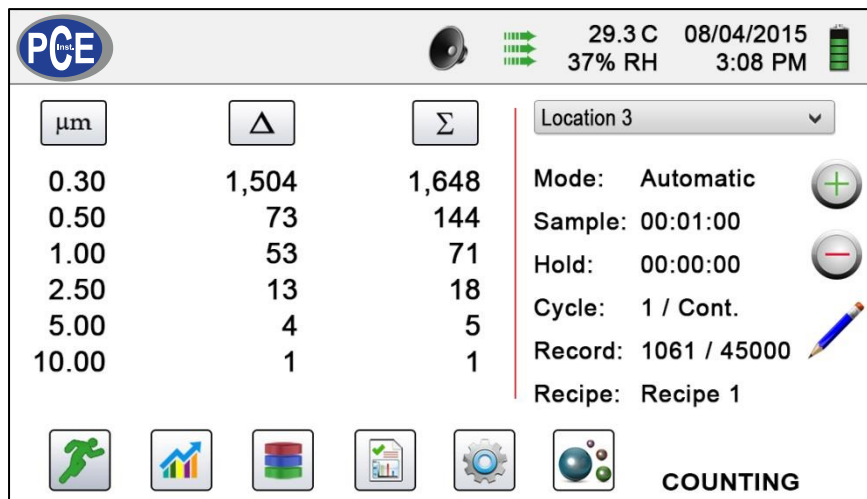 PCE
Inst.
29.3 C 08/04/2015
37% RH 3:08 PM
µm Δ Σ
0.30 1,504 1,648
0.50 73 144
1.00 53 71
2.50 13 18
5.00 4 5
10.00 1 1
Location 3
Mode: Automatic
Sample: 00:01:00
Hold: 00:00:00
Cycle: 1 / Cont.
Record: 1061 / 45000
Recipe: Recipe 1
COUNTING